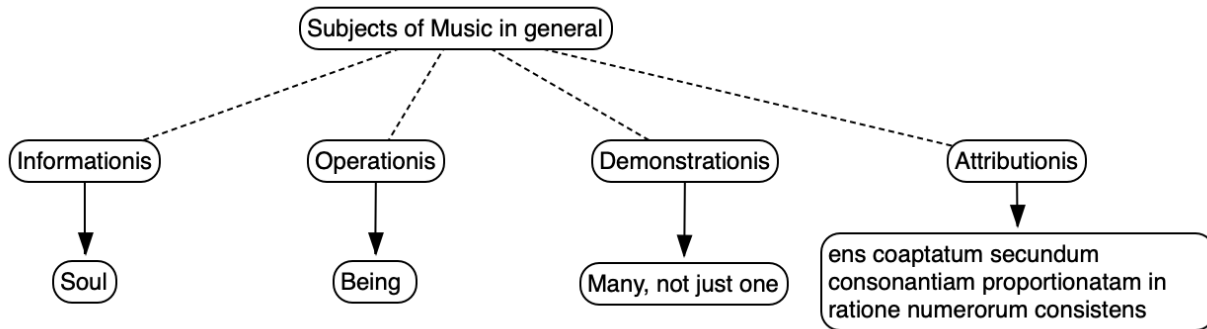 Subjects of Music in general
Informationis
Operationis
Demonstrationis
Attributionis
Soul
Being
Many, not just one
ens coaptatum secundum
consonantiam proportionatam in
ratione numerorum consistens